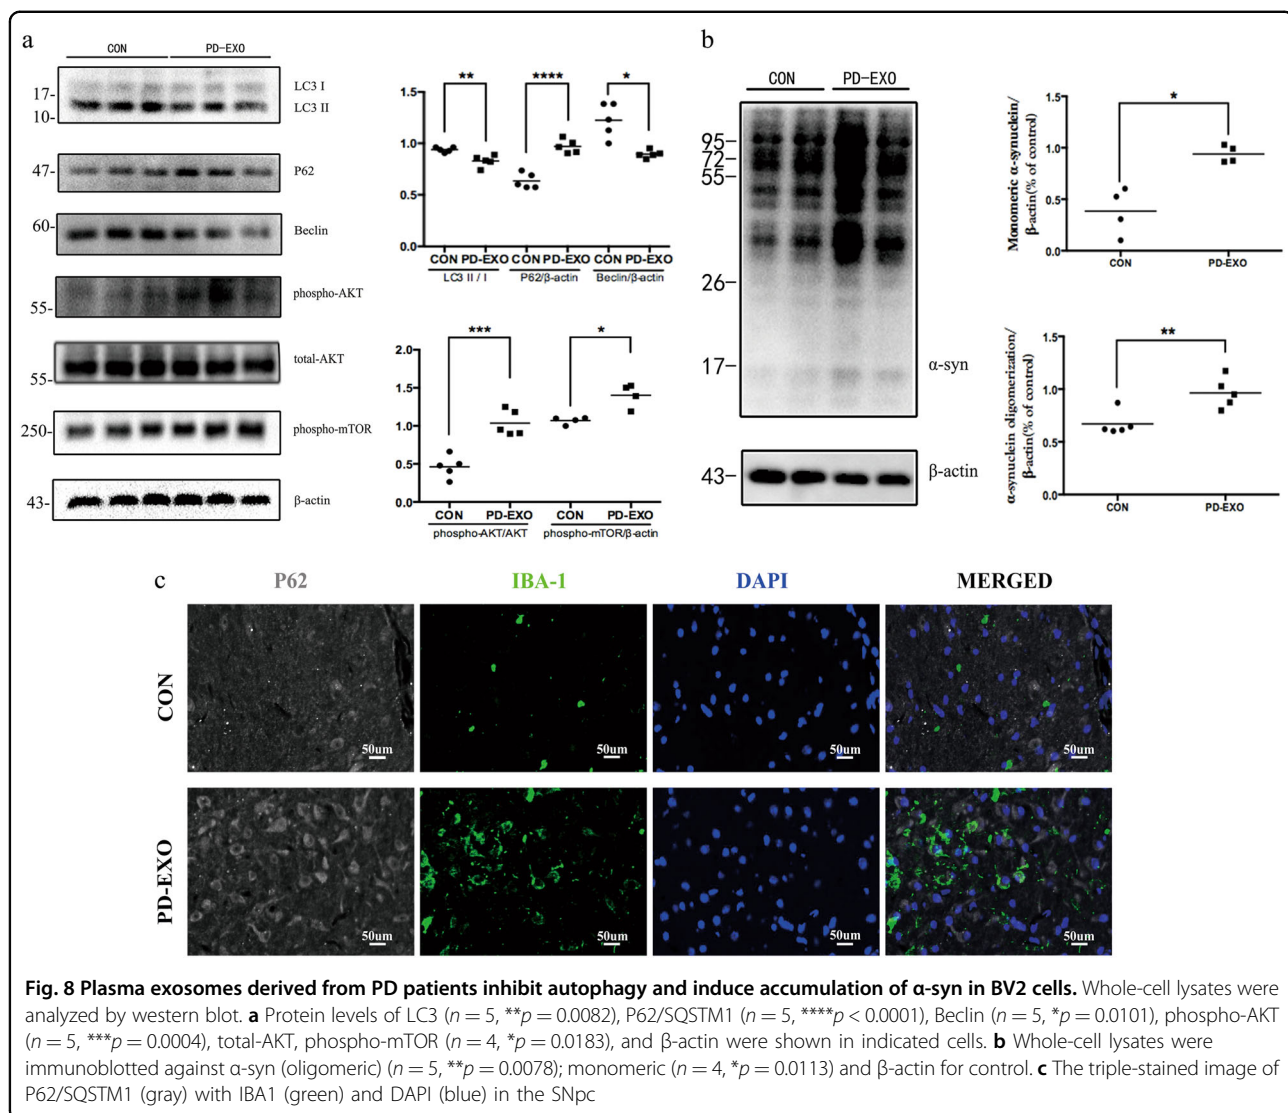 a
CON PD-EXO
LC3 I
17-
LC3 II
10-
47-
P62
60-
Beclin
phospho-AKT
55-
total-AKT
55-
250-
phospho-mTOR
43-
β-actin
** **** *
1.5
1.0
0.5
0.0
CON PD-EXO CON PD-EXO CON PD-EXO
LC3 II / I P62/β-actin Beclin/β-actin
*** *
2.0
1.5
1.0
0.5
0.0
CON PD-EXO CON PD-EXO
phospho-AKT/AKT phospho-mTOR/β-actin
b
CON PD-EXO
95
72
55
26
17
α-syn
43
β-actin
Monomeric α-synuclein/
β-actin(% of control)
*
1.5
1.0
0.5
0.0
CON PD-EXO
α-synuclein oligomerization/
β-actin(% of control)
**
1.5
1.0
0.5
0.0
CON PD-EXO
c P62 IBA-1 DAPI MERGED
CON
50um 50um 50um 50um
PD-EXO
50um 50um 50um 50um
Fig. 8 Plasma exosomes derived from PD patients inhibit autophagy and induce accumulation of α-syn in BV2 cells. Whole-cell lysates were
analyzed by western blot. a Protein levels of LC3 (n = 5, **p = 0.0082), P62/SQSTM1 (n = 5, ****p < 0.0001), Beclin (n = 5, *p = 0.0101), phospho-AKT
(n = 5, ***p = 0.0004), total-AKT, phospho-mTOR (n = 4, *p = 0.0183), and β-actin were shown in indicated cells. b Whole-cell lysates were
immunoblotted against α-syn (oligomeric) (n = 5, **p = 0.0078); monomeric (n = 4, *p = 0.0113) and β-actin for control. c The triple-stained image of
P62/SQSTM1 (gray) with IBA1 (green) and DAPI (blue) in the SNpc